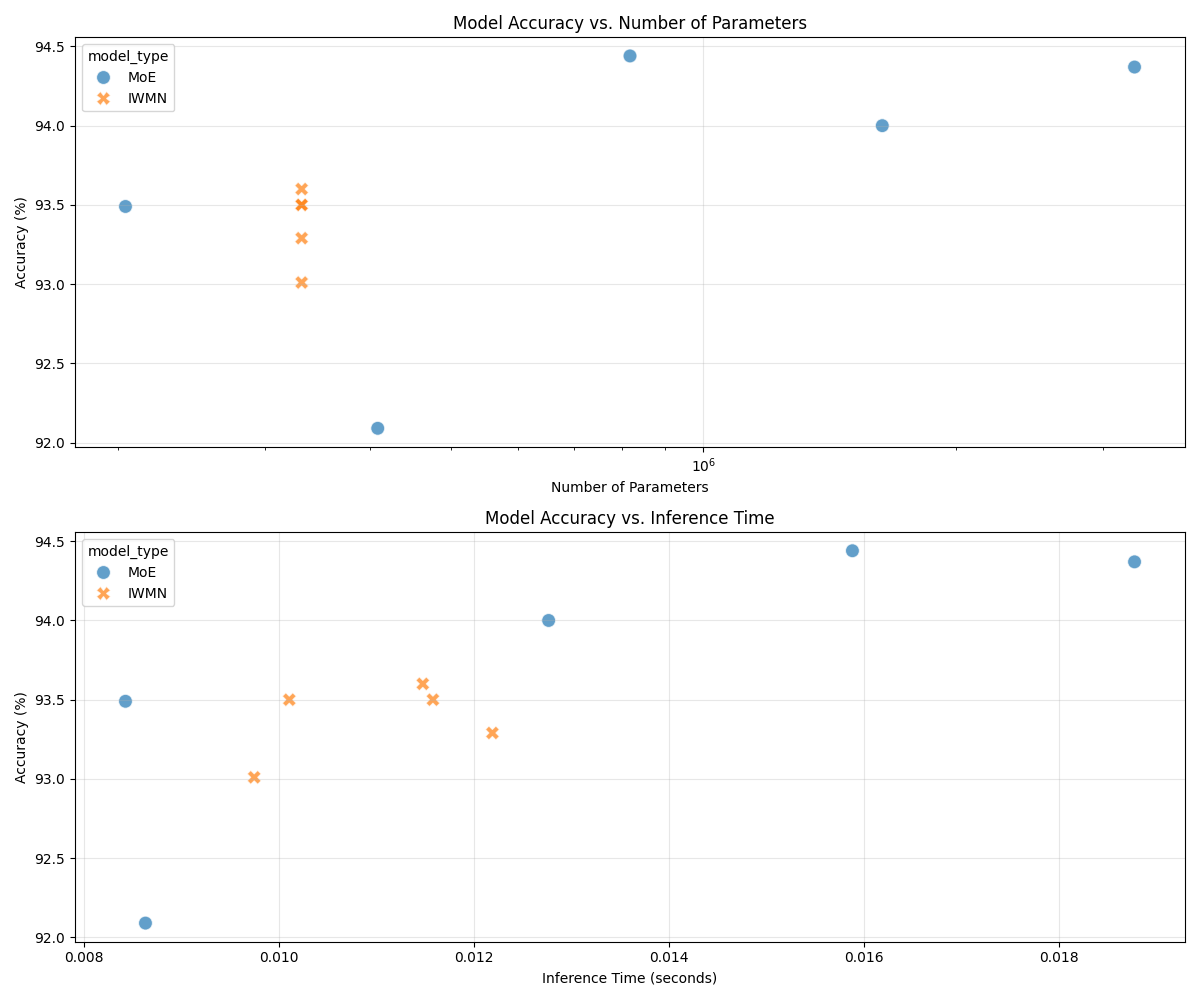 Model Accuracy vs. Number of Parameters
model_type
MoE
IWMN
94.5
94.0
93.5
93.0
92.5
92.0
Accuracy (%)
10⁶
Number of Parameters
Model Accuracy vs. Inference Time
model_type
MoE
IWMN
94.5
94.0
93.5
93.0
92.5
92.0
Accuracy (%)
0.008 0.010 0.012 0.014 0.016 0.018
Inference Time (seconds)